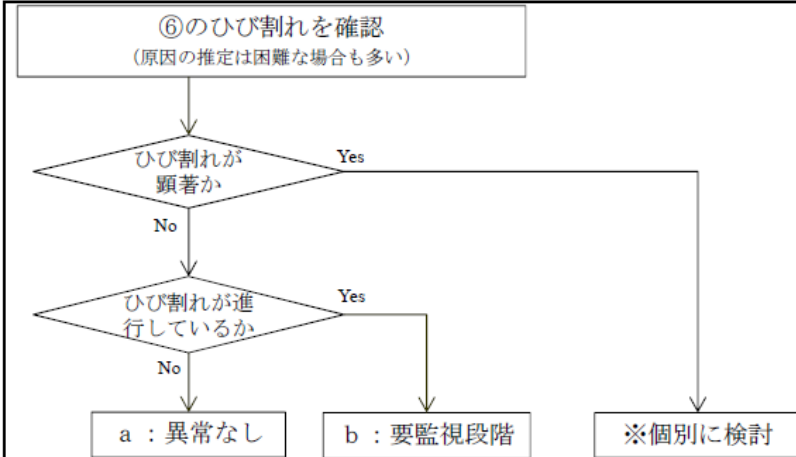 ⑥のひび割れを確認
（原因の推定は困難な場合も多い）
ひび割れが
顕著か
Yes
No
ひび割れが進
行しているか
Yes
No
a：異常なし
b：要監視段階
※個別に検討